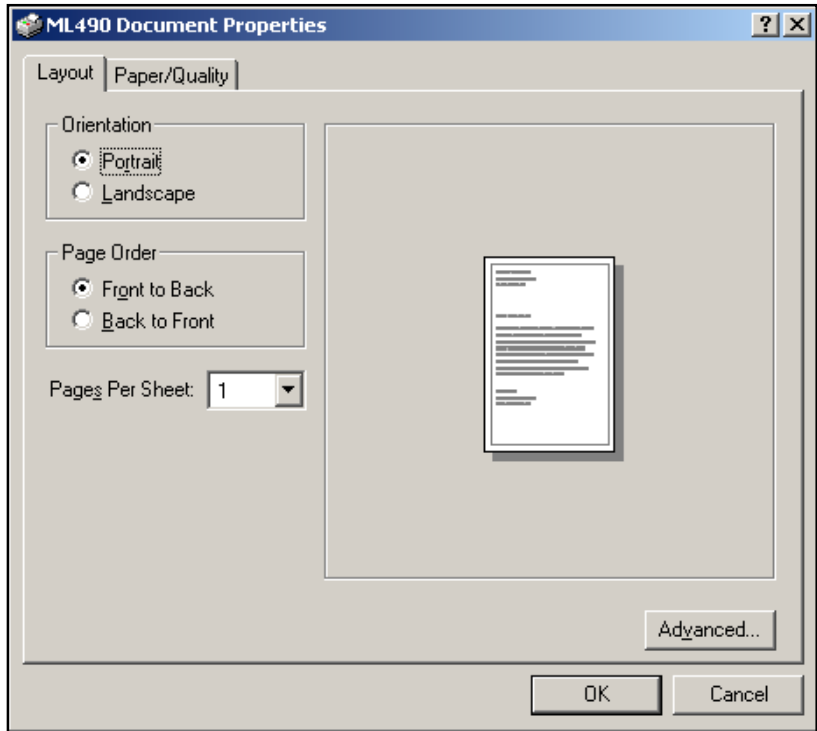 ML490 Document Properties
Layout
Paper/Quality
Orientation
Portrait
Landscape
Page Order
Front to Back
Back to Front
Pages Per Sheet: 1
Advanced...
OK
Cancel